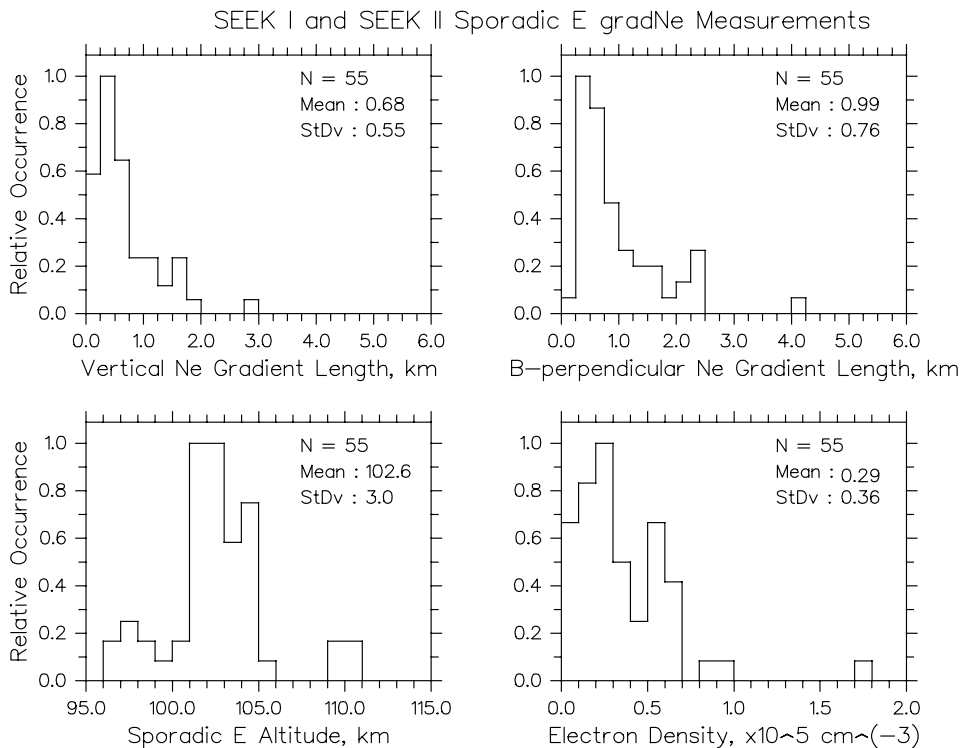 SEEK I and SEEK II Sporadic E gradNe Measurements
Relative Occurrence
1.0
0.8
0.6
0.4
0.2
0.0
N = 55
Mean : 0.68
StDv : 0.55
0.0 1.0 2.0 3.0 4.0 5.0 6.0
Vertical Ne Gradient Length, km
1.0
0.8
0.6
0.4
0.2
0.0
N = 55
Mean : 0.99
StDv : 0.76
0.0 1.0 2.0 3.0 4.0 5.0 6.0
B-perpendicular Ne Gradient Length, km
Relative Occurrence
1.0
0.8
0.6
0.4
0.2
0.0
N = 55
Mean : 102.6
StDv : 3.0
95.0 100.0 105.0 110.0 115.0
Sporadic E Altitude, km
1.0
0.8
0.6
0.4
0.2
0.0
N = 55
Mean : 0.29
StDv : 0.36
0.0 0.5 1.0 1.5 2.0
Electron Density, x10^5 cm^(-3)